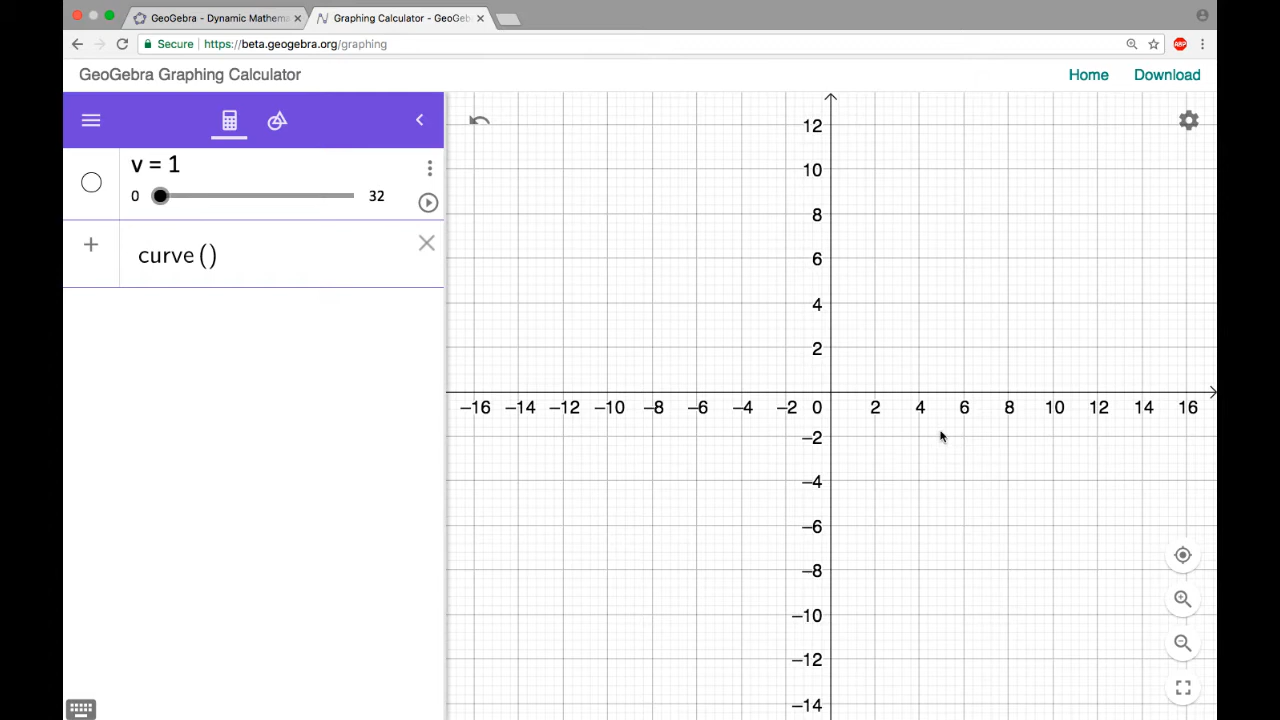 GeoGebra - Dynamic Mathema
Graphing Calculator - GeoGeb
Secure
https://beta.geogebra.org/graphing
ABP
GeoGebra Graphing Calculator
Home
Download
v = 1
0
32
curve ()
12
10
8
6
4
2
–16 –14 –12 –10 –8 –6 –4 –2 0 2 4 6 8 10 12 14 16
–2
–4
–6
–8
–10
–12
–14